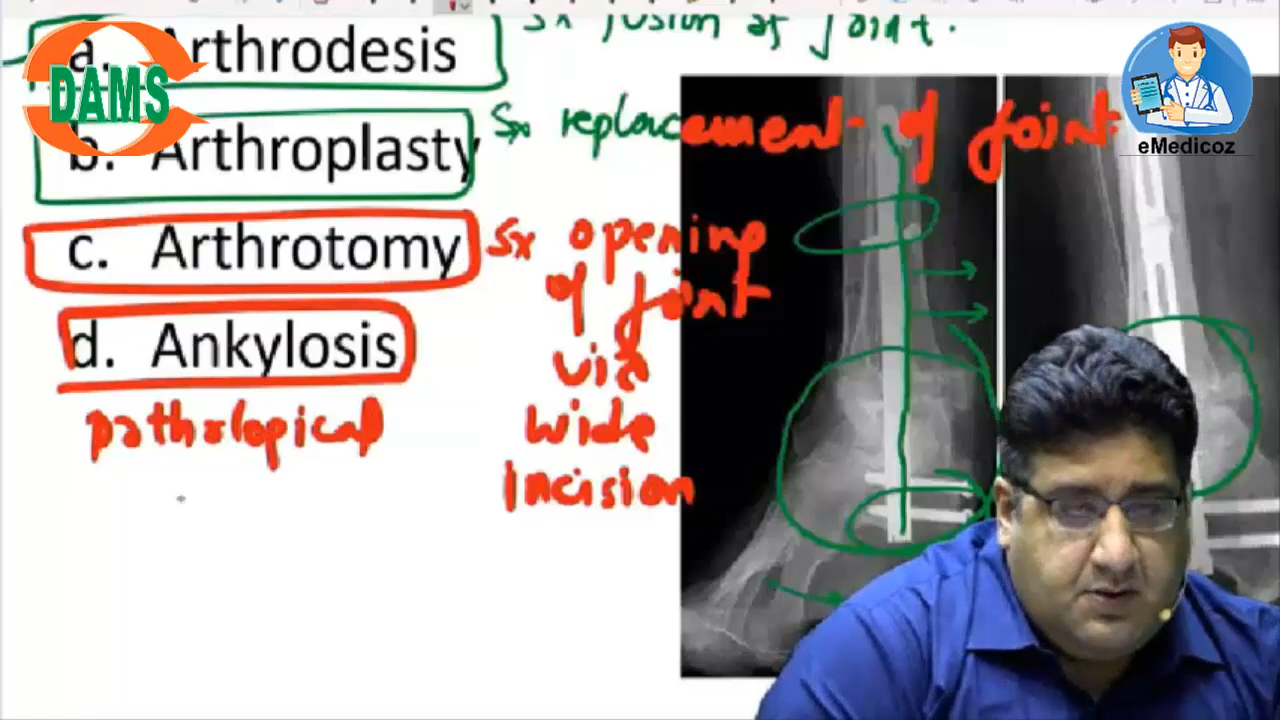 Sx fusion of Joint.
a. Arthrodesis
DAMS
eMedicoz
b. Arthroplasty
Sx replacement of Joint.
c. Arthrotomy
Sx opening
of Joint
via
wide
Incision
d. Ankylosis
pathological